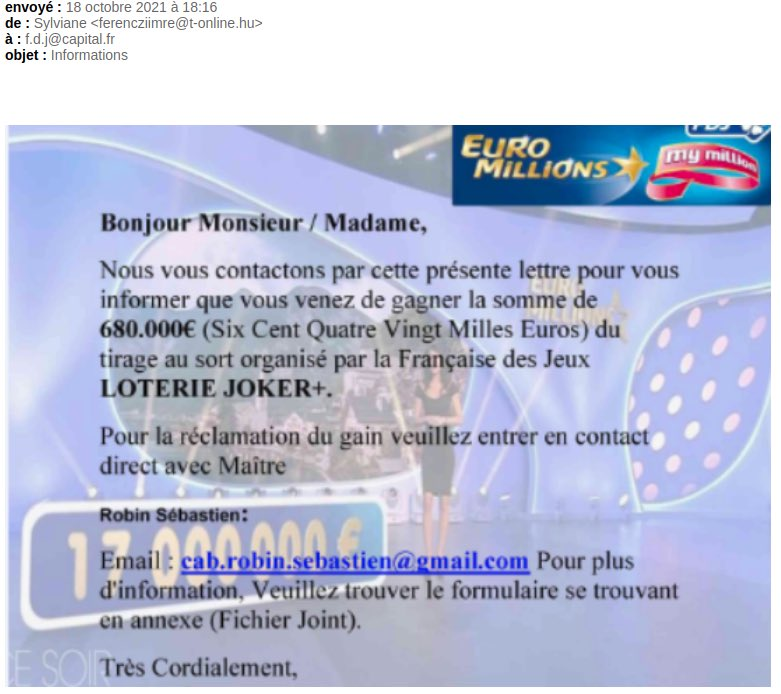 envoyé : 18 octobre 2021 à 18:16
de : Sylviane <ferencziimre@t-online.hu>
à : f.d.j@capital.fr
objet : Informations
EURO
MILLIONS
my million
Bonjour Monsieur / Madame,
Nous vous contactons par cette présente lettre pour vous
informer que vous venez de gagner la somme de
680.000€ (Six Cent Quatre Vingt Milles Euros) du
tirage au sort organisé par la Française des Jeux
LOTERIE JOKER+.
EURO
MILLIONS
Pour la réclamation du gain veuillez entrer en contact
direct avec Maître
Robin Sébastien:
17 000 000 €
Email : cab.robin.sebastien@gmail.com Pour plus
d'information, Veuillez trouver le formulaire se trouvant
en annexe (Fichier Joint).
CE SOIR
Très Cordialement,